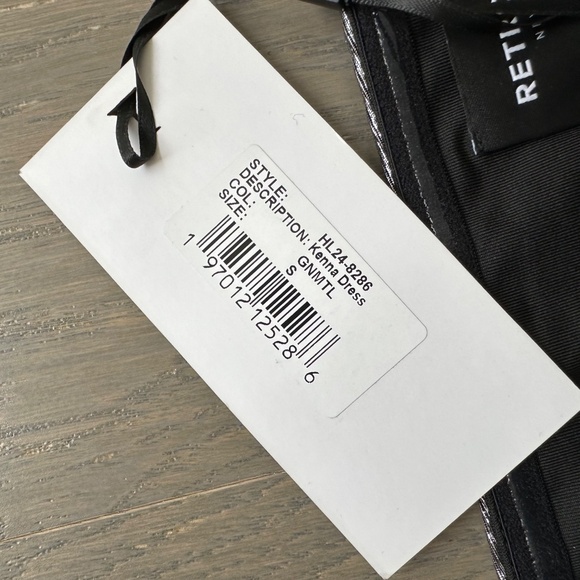 STYLE: HL24-8286
DESCRIPTION: Kenna Dress
COL: GNMTL
SIZE: S
1 97012 12528 6
RETI
N